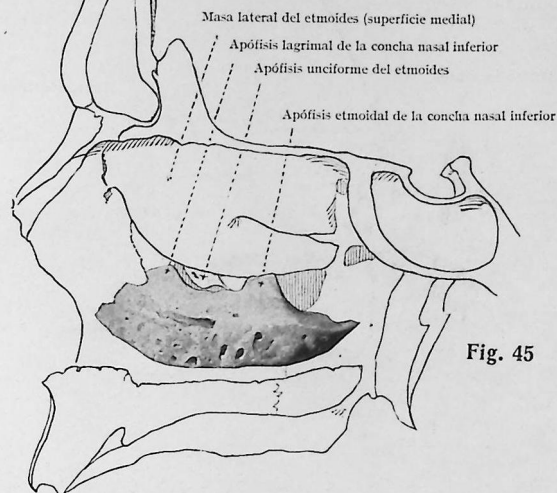 Masa lateral del etmoides (superficie medial)
Apófisis lagrimal de la concha nasal inferior
Apófisis unciforme del etmoides
Apófisis etmoidal de la concha nasal inferior
Fig. 45